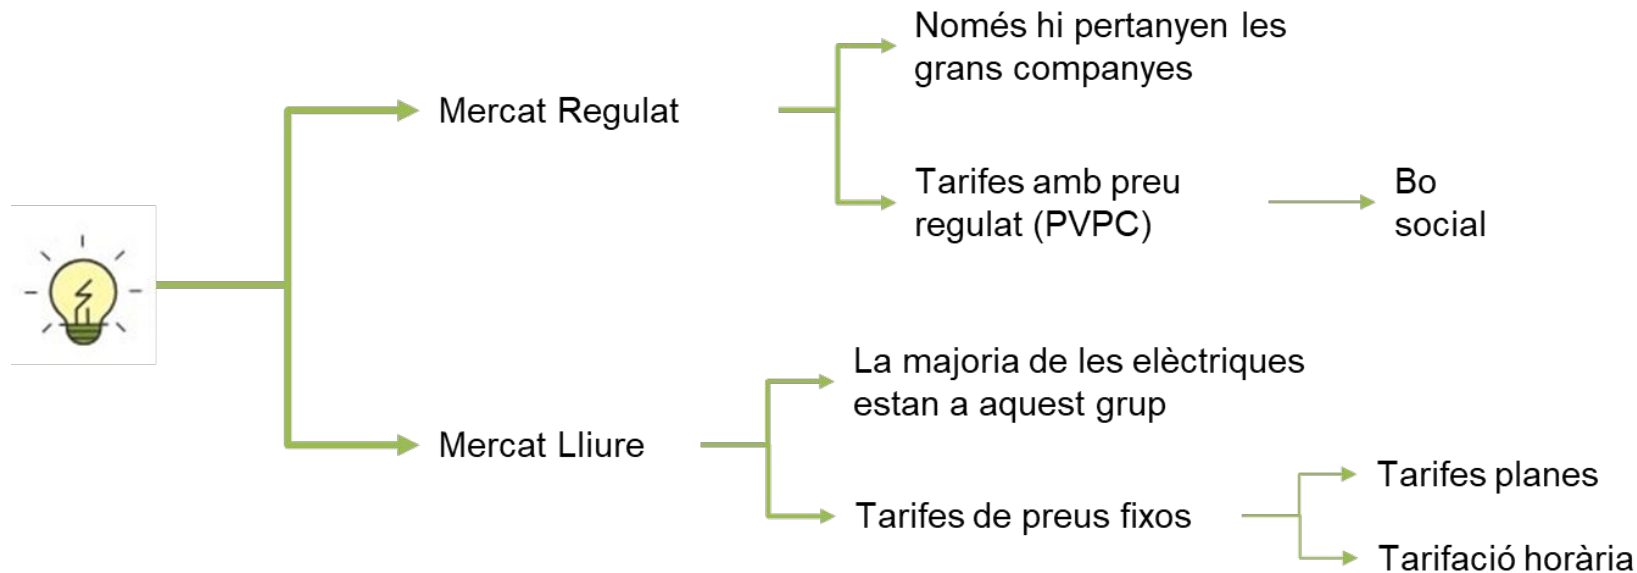 Només hi pertanyen les
grans companyes
Mercat Regulat
Tarifes amb preu
regulat (PVPC)
Bo
social
La majoria de les elèctriques
estan a aquest grup
Mercat Lliure
Tarifes de preus fixos
Tarifes planes
Tarifació horària